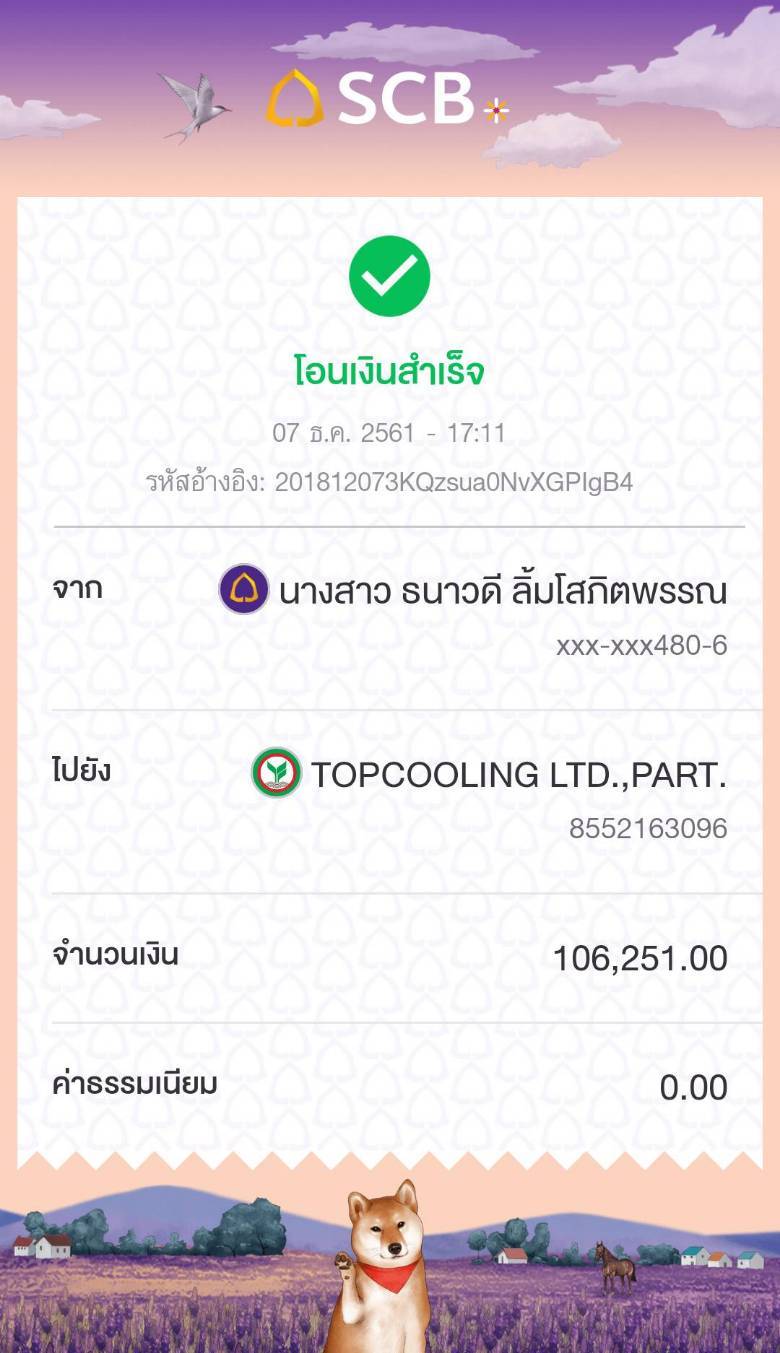 SCB
โอนเงินสำเร็จ
07 ธ.ค. 2561 - 17:11
รหัสอ้างอิง: 201812073KQzsua0NvXGPIgB4
จาก นางสาว ธนาวดี ลิ้มโสภิตพรรณ
xxx-xxx480-6
ไปยัง TOPCOOLING LTD.,PART.
8552163096
จำนวนเงิน 106,251.00
ค่าธรรมเนียม 0.00